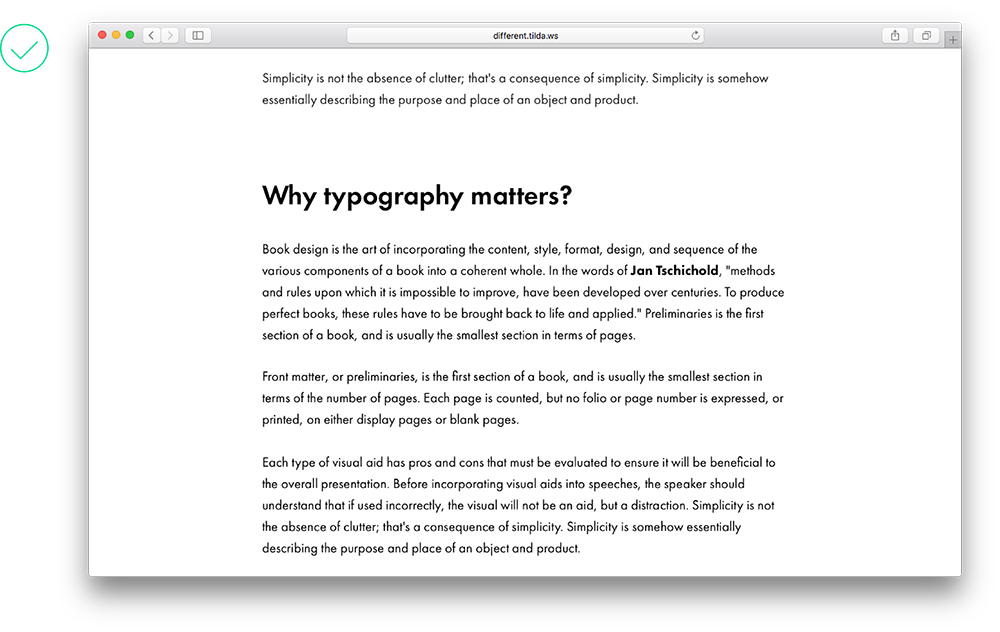 different.tilda.ws
Simplicity is not the absence of clutter; that's a consequence of simplicity. Simplicity is somehow
essentially describing the purpose and place of an object and product.
Why typography matters?
Book design is the art of incorporating the content, style, format, design, and sequence of the
various components of a book into a coherent whole. In the words of Jan Tschichold, "methods
and rules upon which it is impossible to improve, have been developed over centuries. To produce
perfect books, these rules have to be brought back to life and applied." Preliminaries is the first
section of a book, and is usually the smallest section in terms of pages.
Front matter, or preliminaries, is the first section of a book, and is usually the smallest section in
terms of the number of pages. Each page is counted, but no folio or page number is expressed, or
printed, on either display pages or blank pages.
Each type of visual aid has pros and cons that must be evaluated to ensure it will be beneficial to
the overall presentation. Before incorporating visual aids into speeches, the speaker should
understand that if used incorrectly, the visual will not be an aid, but a distraction. Simplicity is not
the absence of clutter; that's a consequence of simplicity. Simplicity is somehow essentially
describing the purpose and place of an object and product.